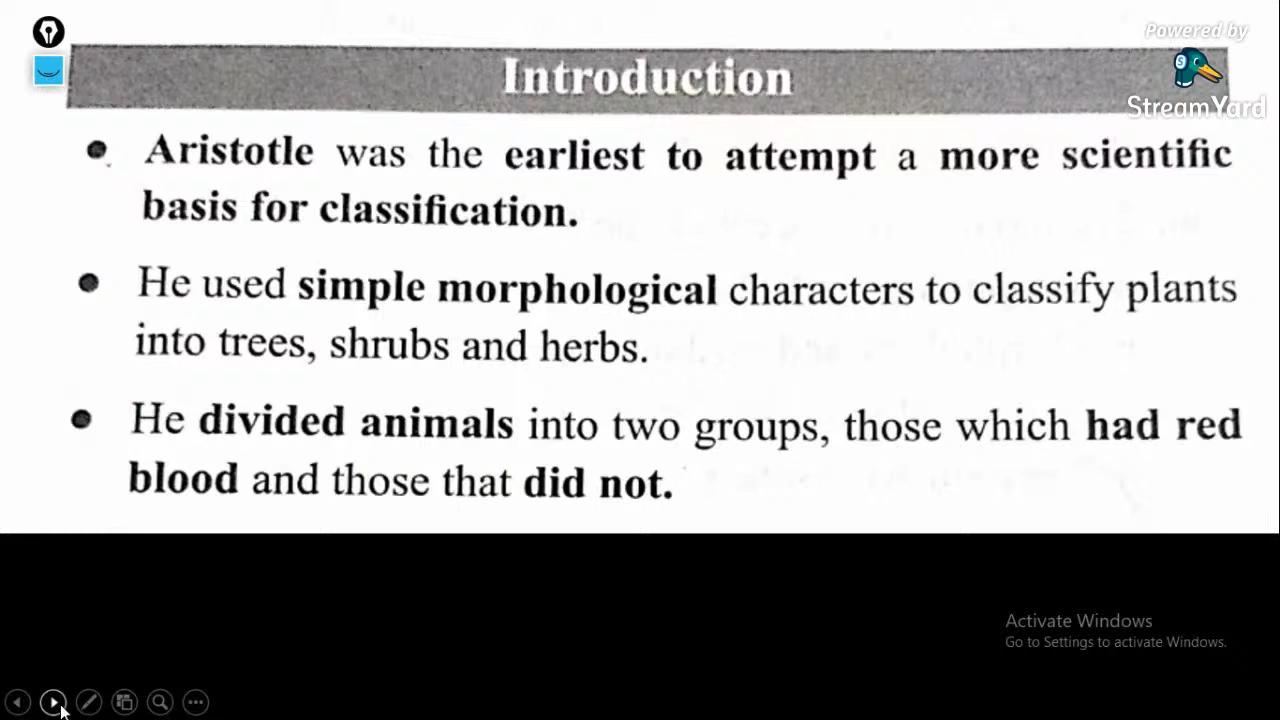 Powered by
StreamYard
Introduction
Aristotle was the earliest to attempt a more scientific
basis for classification.
He used simple morphological characters to classify plants
into trees, shrubs and herbs.
He divided animals into two groups, those which had red
blood and those that did not.
Activate Windows
Go to Settings to activate Windows.